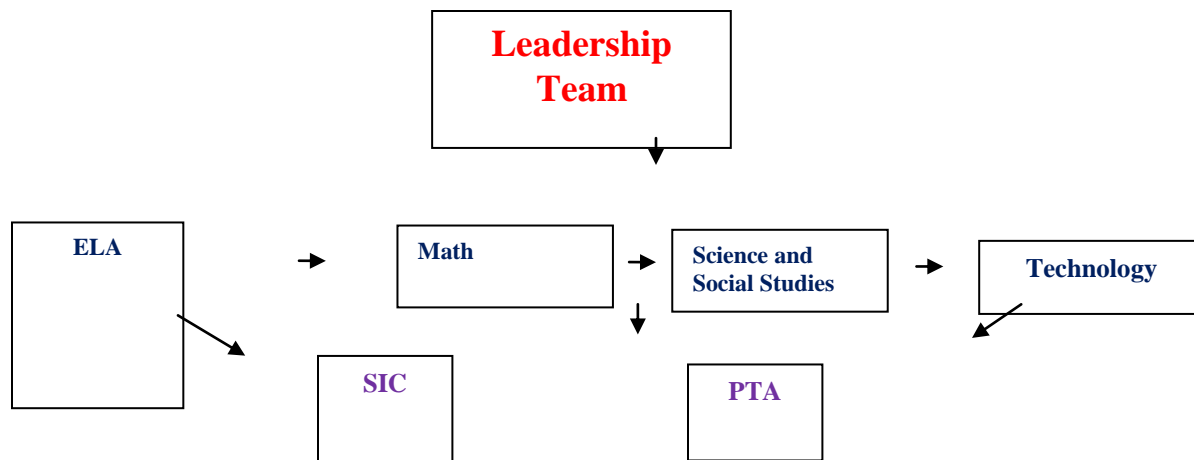 Leadership
Team
ELA
Math
Science and
Social Studies
Technology
SIC
PTA